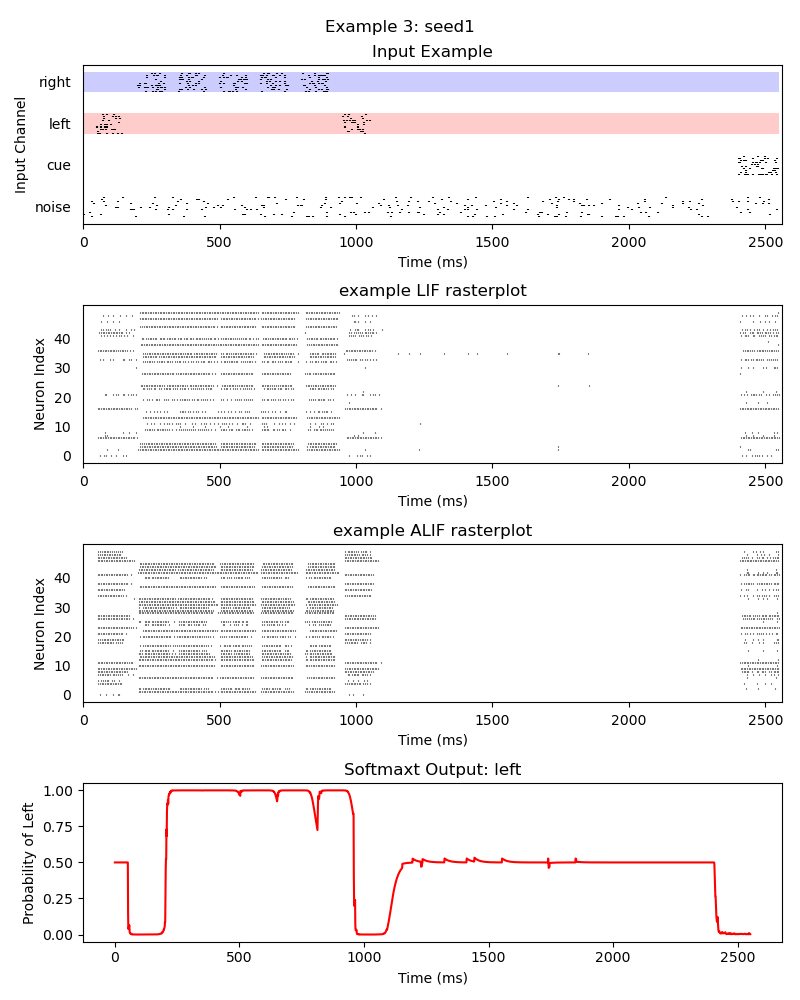 Example 3: seed1
Input Example
Input Channel
right
left
cue
noise
0 500 1000 1500 2000 2500
Time (ms)
example LIF rasterplot
Neuron Index
40
30
20
10
0
0 500 1000 1500 2000 2500
Time (ms)
example ALIF rasterplot
Neuron Index
40
30
20
10
0
0 500 1000 1500 2000 2500
Time (ms)
Softmaxt Output: left
Probability of Left
1.00
0.75
0.50
0.25
0.00
0 500 1000 1500 2000 2500
Time (ms)